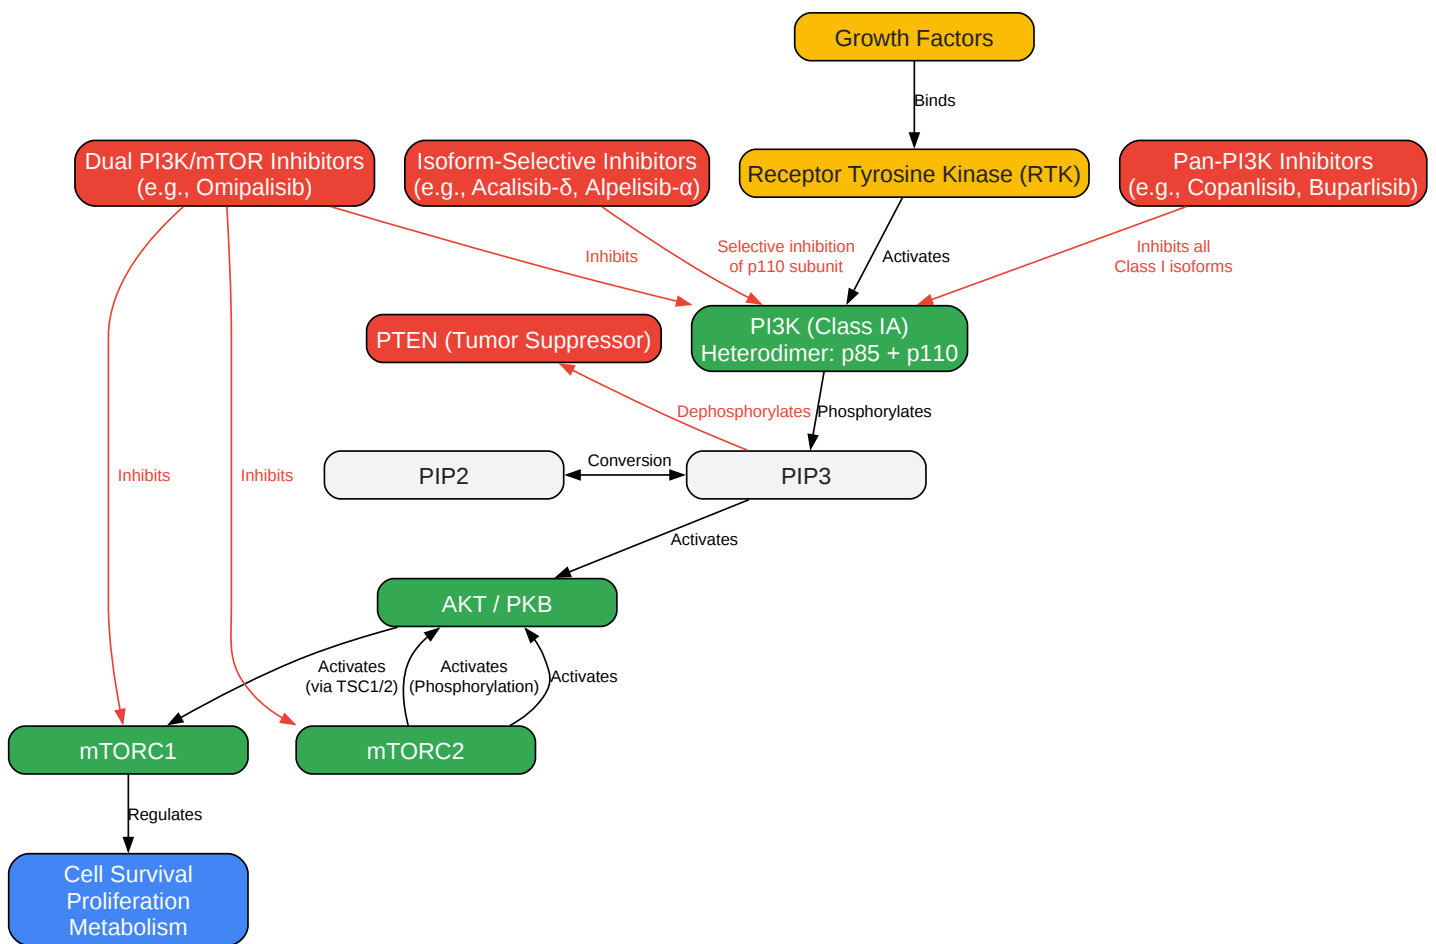 Growth Factors
Binds
Dual PI3K/mTOR Inhibitors
(e.g., Omipalisib)
Isoform-Selective Inhibitors
(e.g., Acalisib-δ, Alpelisib-α)
Receptor Tyrosine Kinase (RTK)
Pan-PI3K Inhibitors
(e.g., Copanlisib, Buparlisib)
Inhibits
Selective inhibition
of p110 subunit
Activates
Inhibits all
Class I isoforms
PTEN (Tumor Suppressor)
PI3K (Class IA)
Heterodimer: p85 + p110
Dephosphorylates
Phosphorylates
Inhibits
Inhibits
PIP2
Conversion
PIP3
Activates
AKT / PKB
Activates
(via TSC1/2)
Activates
(Phosphorylation)
Activates
mTORC1
mTORC2
Regulates
Cell Survival
Proliferation
Metabolism